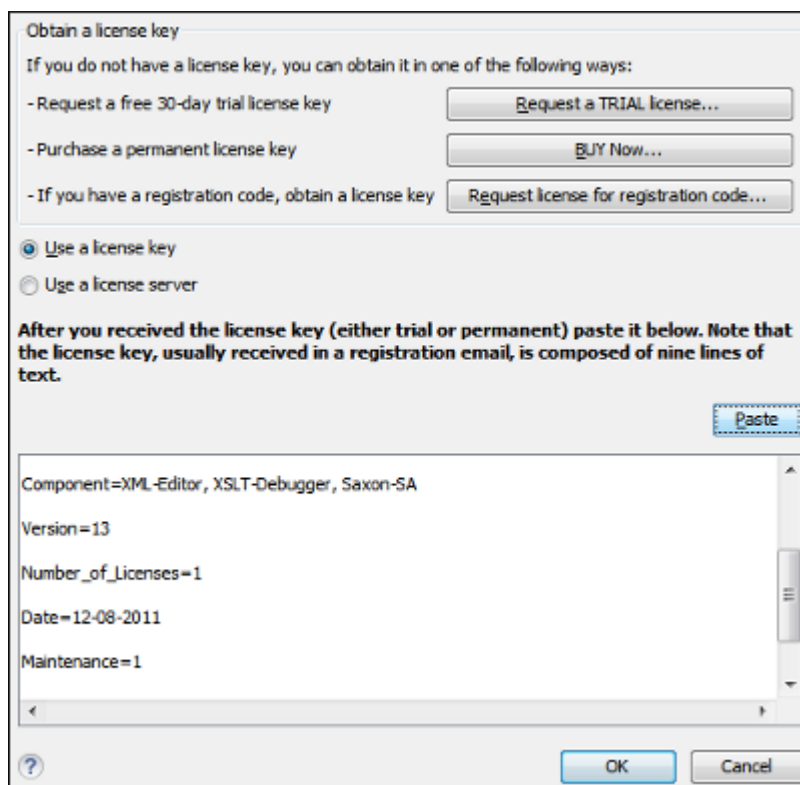 Obtain a license key
If you do not have a license key, you can obtain it in one of the following ways:
- Request a free 30-day trial license key
Request a TRIAL license...
- Purchase a permanent license key
BUY Now...
- If you have a registration code, obtain a license key
Request license for registration code...
Use a license key
Use a license server
After you received the license key (either trial or permanent) paste it below. Note that
the license key, usually received in a registration email, is composed of nine lines of
text.
Paste
Component=XML-Editor, XSLT-Debugger, Saxon-SA
Version=13
Number_of_Licenses=1
Date=12-08-2011
Maintenance=1
?
OK
Cancel